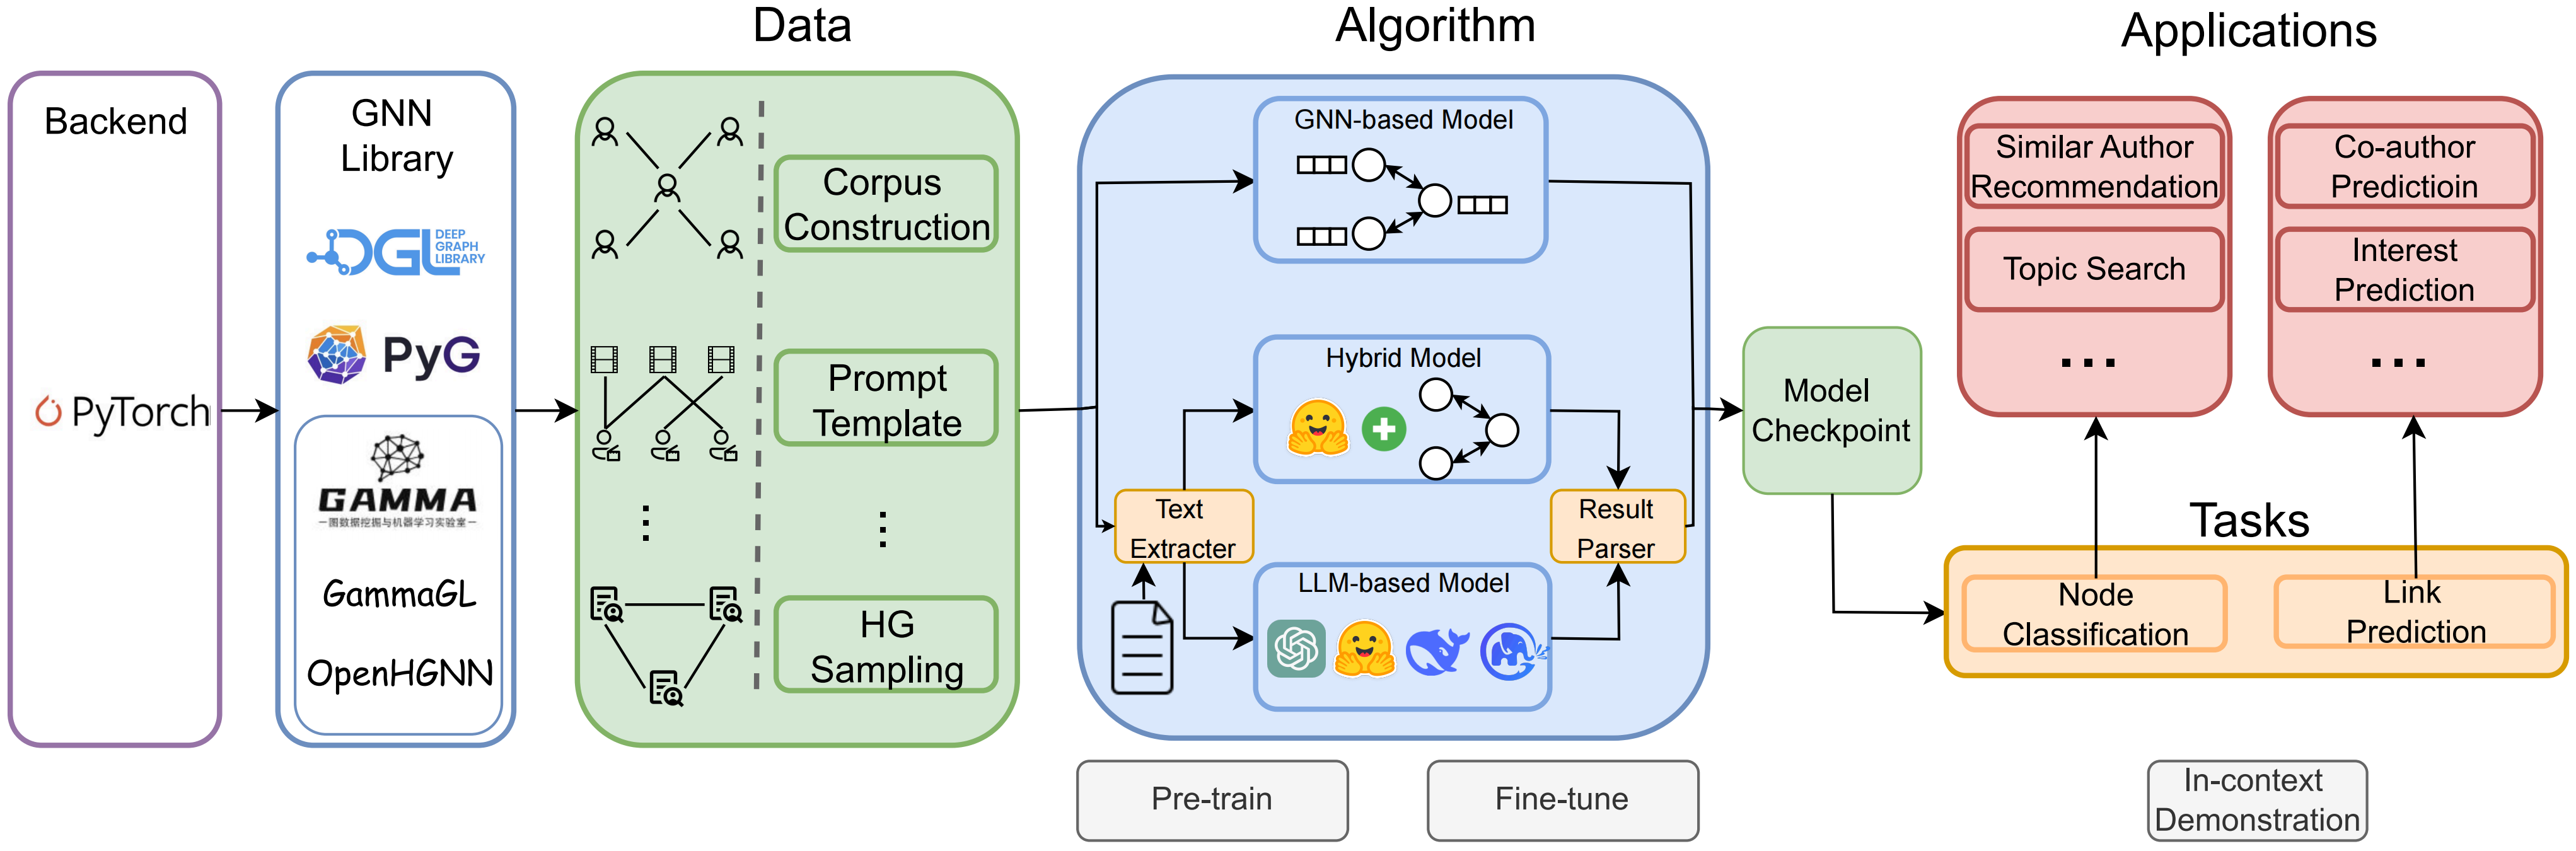 Data
Algorithm
Applications
Backend
PyTorch
GNN
Library
DEEP
GRAPH
LIBRARY
DGL
PyG
GAMMA
图数据挖掘与机器学习实验室
GammaGL
OpenHGNN
Corpus
Construction
Prompt
Template
HG
Sampling
GNN-based Model
Hybrid Model
Text
Extracter
Result
Parser
LLM-based Model
Model
Checkpoint
Similar Author
Recommendation
Topic Search
...
Co-author
Predictioin
Interest
Prediction
...
Tasks
Node
Classification
Link
Prediction
Pre-train
Fine-tune
In-context
Demonstration